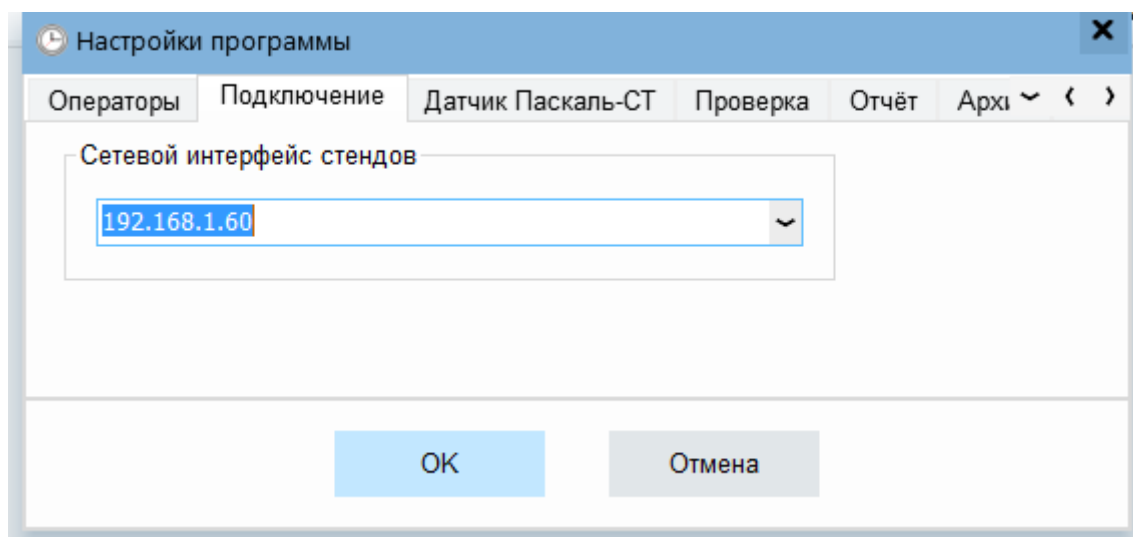 Настройки программы
Операторы Подключение Датчик Паскаль-СТ Проверка Отчёт
Сетевой интерфейс стендов
192.168.1.60
OK Отмена